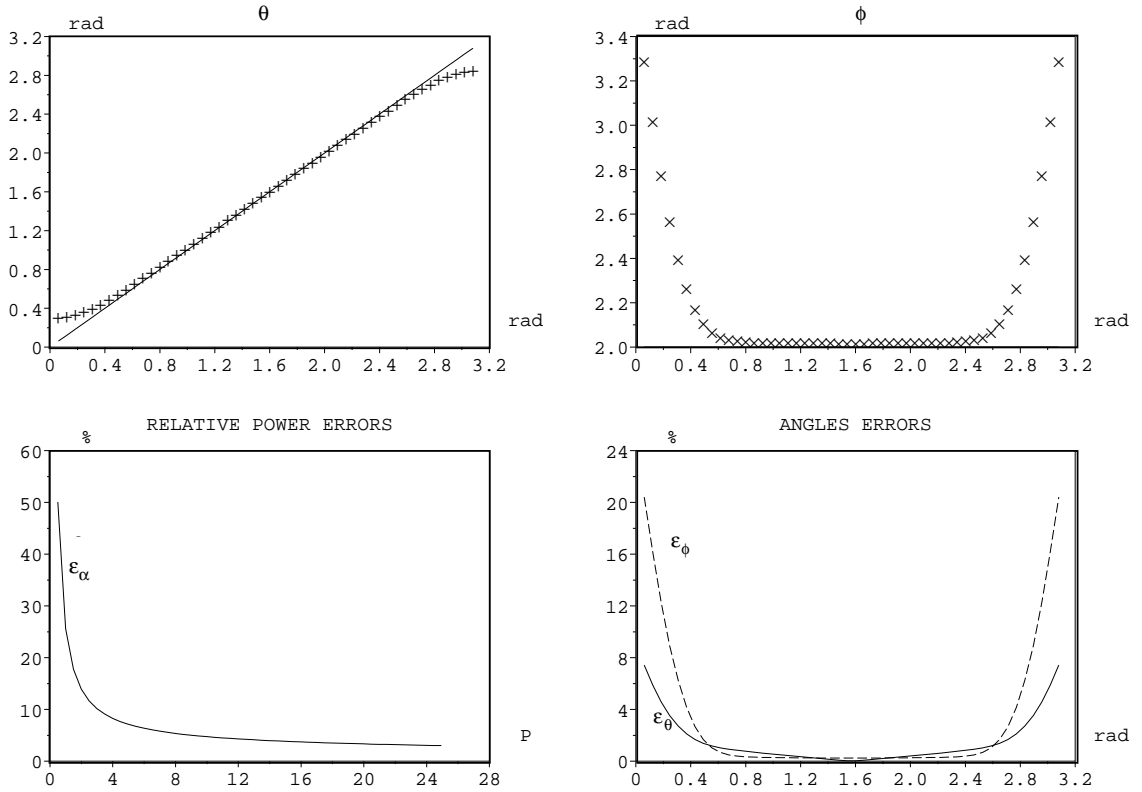 θ
rad
3.2
2.8
2.4
2.0
1.6
1.2
0.8
0.4
0
0 0.4 0.8 1.2 1.6 2.0 2.4 2.8 3.2
rad
ϕ
rad
3.4
3.2
3.0
2.8
2.6
2.4
2.2
2.0
0 0.4 0.8 1.2 1.6 2.0 2.4 2.8 3.2
rad
RELATIVE POWER ERRORS
%
60
50
40
30
20
10
0
ε_α
0 4 8 12 16 20 24 28
P
ANGLES ERRORS
%
24
20
16
12
8
4
0
ε_ϕ
ε_θ
0 0.4 0.8 1.2 1.6 2.0 2.4 2.8 3.2
rad